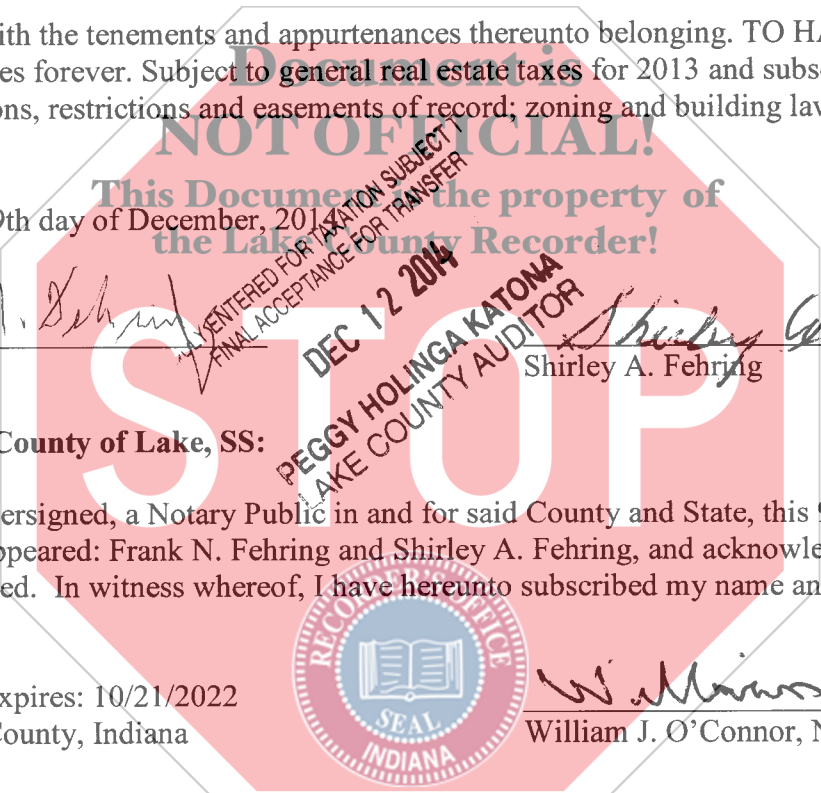 ith the tenements and appurtenances thereunto belonging. TO HA
es forever. Subject to general real estate taxes for 2013 and subs
ons, restrictions and easements of record; zoning and building lav
Document is
NOT OFFICIAL!
This Document is the property of
the Lake County Recorder!
9th day of December, 2014
ENTERED FOR TAXATION SUBJECT T
FINAL ACCEPTANCE FOR TRANSFER
DEC 12 2014
PEGGY HOLINGA KATONA
LAKE COUNTY AUDITOR
Shirley
Shirley A. Fehring
STOP
County of Lake, SS:
ersigned, a Notary Public in and for said County and State, this 9
ppeared: Frank N. Fehring and Shirley A. Fehring, and acknowle
ed. In witness whereof, I have hereunto subscribed my name an
RECORDER'S OFFICE
SEAL
INDIANA
xpires: 10/21/2022
County, Indiana
William J. O'Connor, N